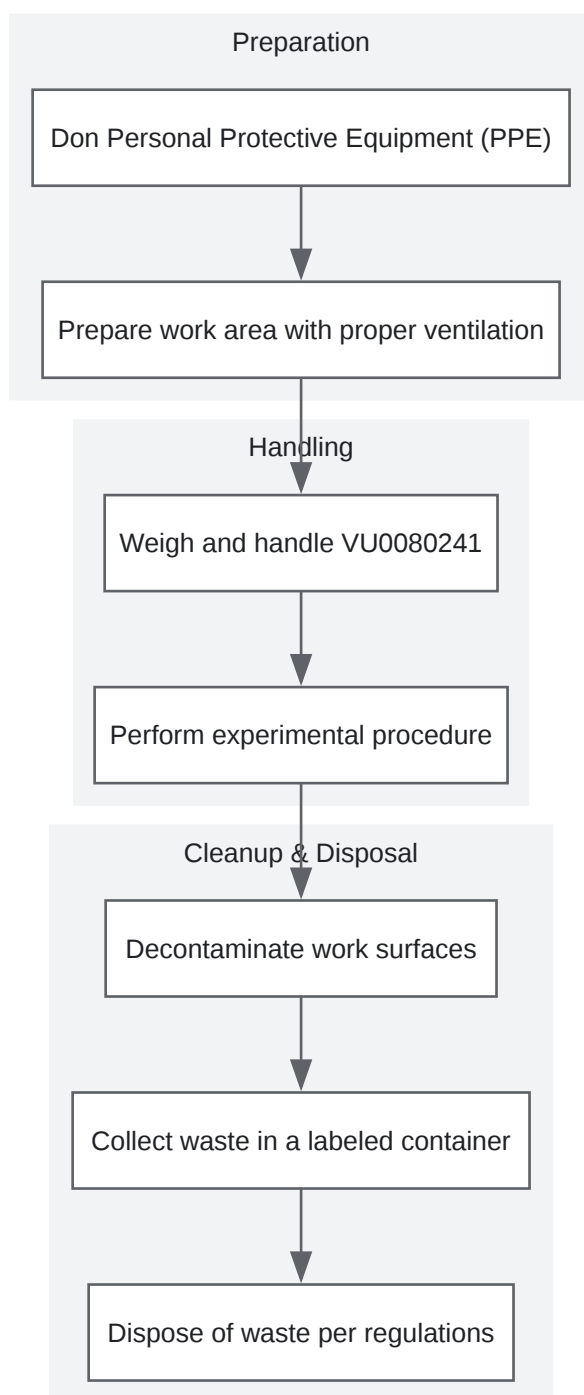 Preparation
Don Personal Protective Equipment (PPE)
Prepare work area with proper ventilation
Handling
Weigh and handle VU0080241
Perform experimental procedure
Cleanup & Disposal
Decontaminate work surfaces
Collect waste in a labeled container
Dispose of waste per regulations